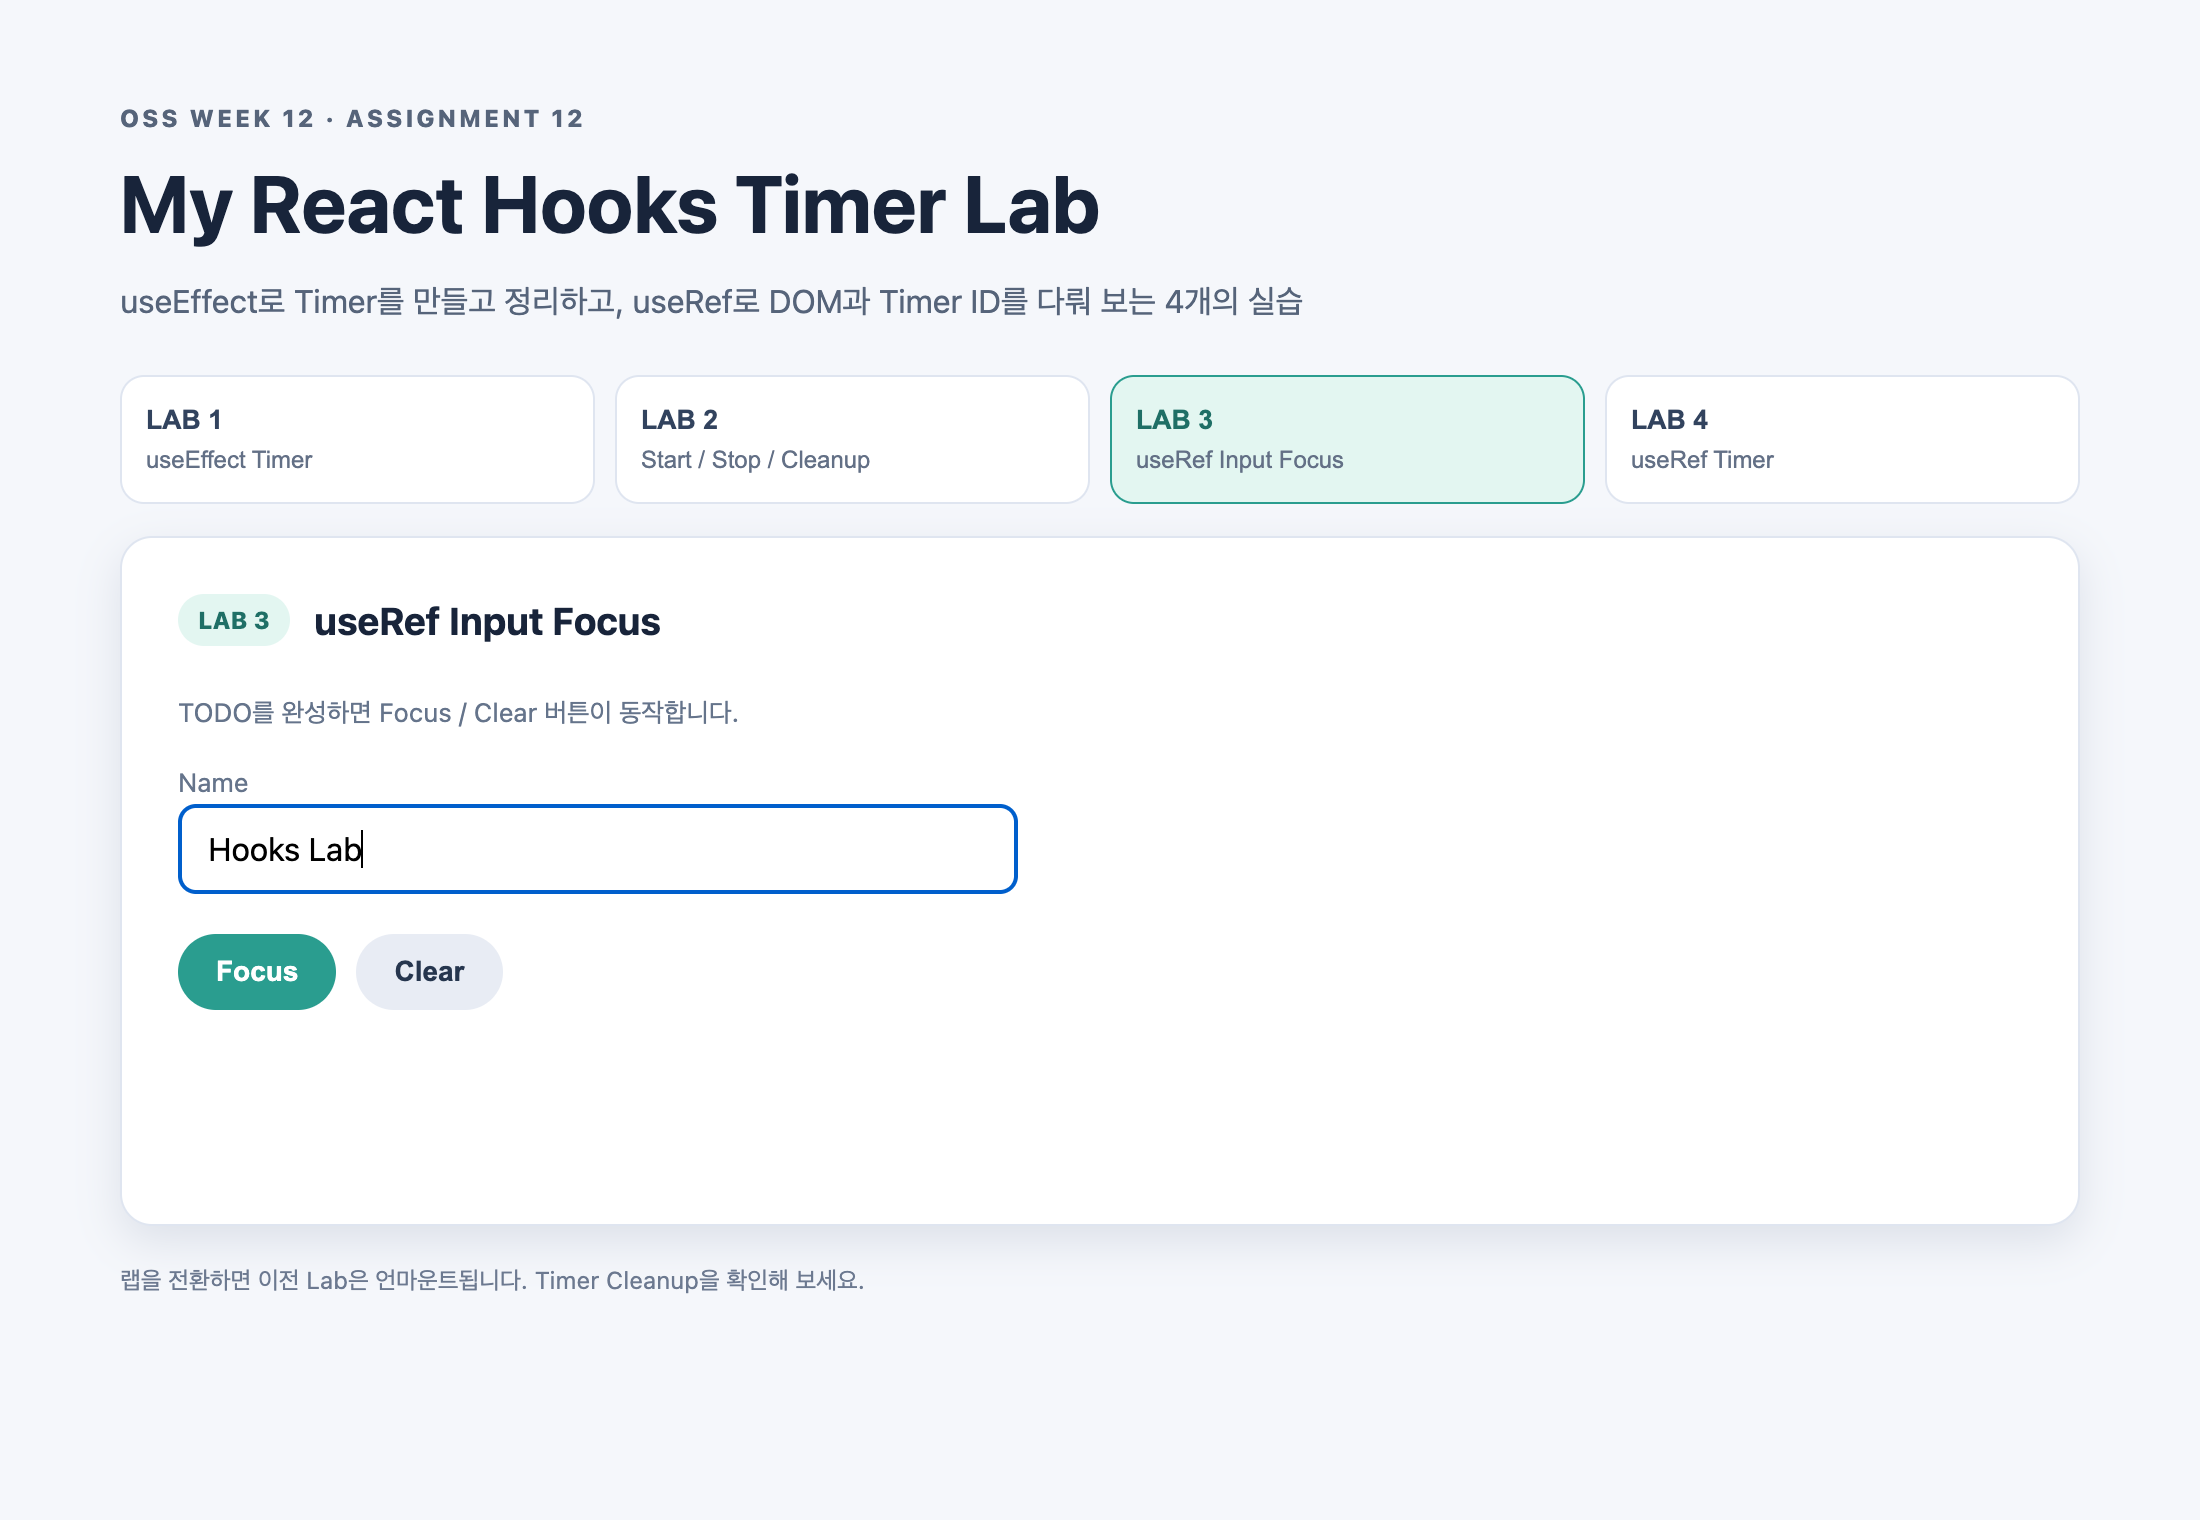 OSS WEEK 12 · ASSIGNMENT 12
My React Hooks Timer Lab
useEffect로 Timer를 만들고 정리하고, useRef로 DOM과 Timer ID를 다뤄 보는 4개의 실습
LAB 1
useEffect Timer
LAB 2
Start / Stop / Cleanup
LAB 3
useRef Input Focus
LAB 4
useRef Timer
LAB 3
useRef Input Focus
TODO를 완성하면 Focus / Clear 버튼이 동작합니다.
Name
Hooks Lab
Focus
Clear
랩을 전환하면 이전 Lab은 언마운트됩니다. Timer Cleanup을 확인해 보세요.